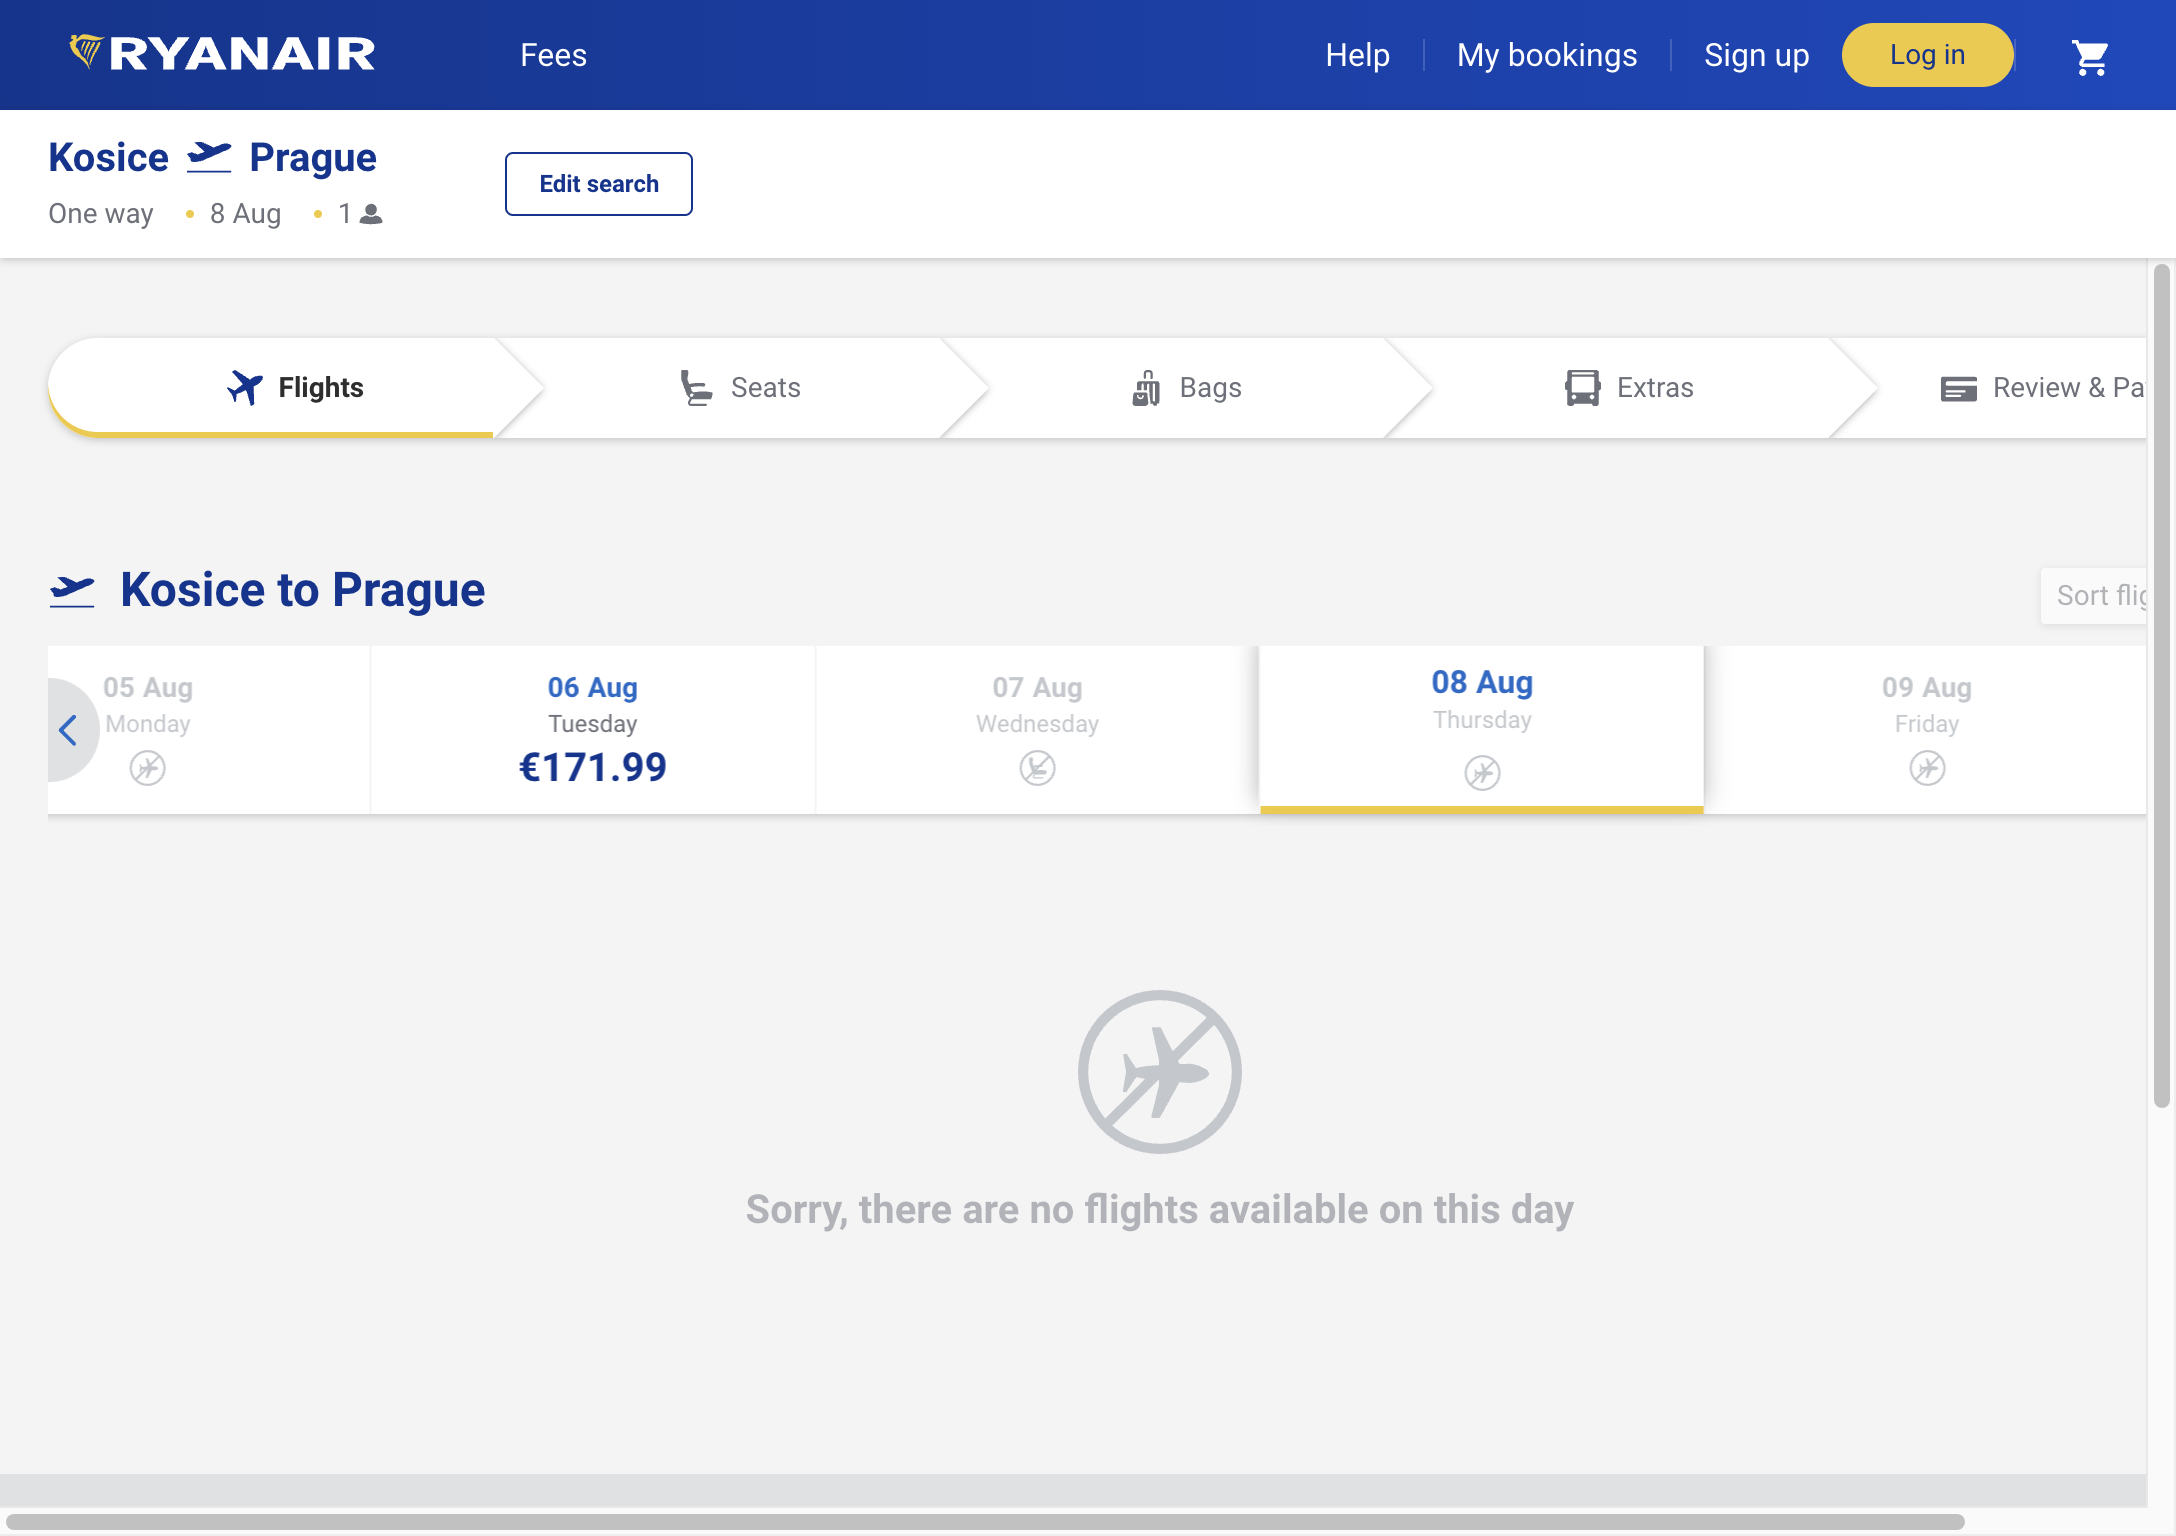 RYANAIR
Fees
Help
My bookings
Sign up
Log in
Kosice Prague
One way • 8 Aug • 1
Edit search
Flights
Seats
Bags
Extras
Review & Pa
Kosice to Prague
Sort flig
05 Aug
Monday
06 Aug
Tuesday
€171.99
07 Aug
Wednesday
08 Aug
Thursday
09 Aug
Friday
Sorry, there are no flights available on this day